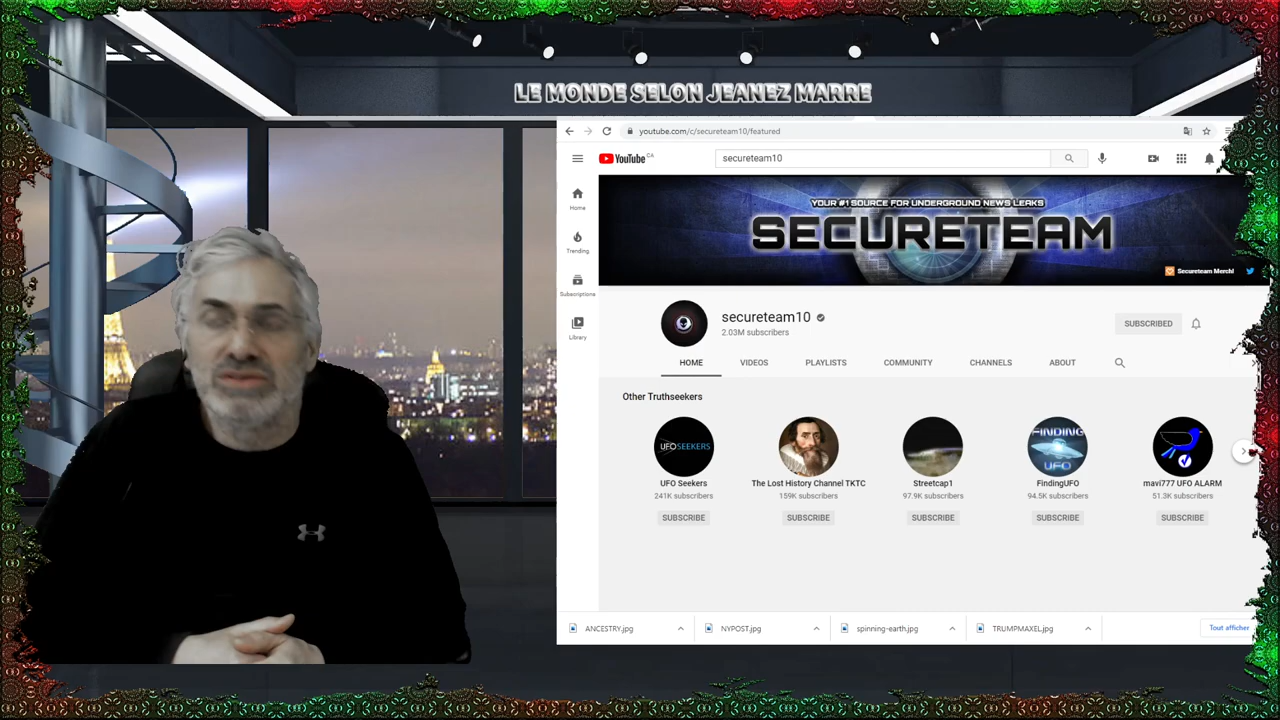 LE MONDE SELON JEANEZ MARRE
youtube.com/c/secureteam10/featured
YouTube CA
secureteam10
Home
Trending
Subscriptions
Library
YOUR #1 SOURCE FOR UNDERGROUND NEWS LEAKS
SECURETEAM
Secureteam Merch!
secureteam10
2.03M subscribers
SUBSCRIBED
HOME VIDEOS PLAYLISTS COMMUNITY CHANNELS ABOUT
Other Truthseekers
UFOSEEKERS
FINDING
UFO
UFO Seekers The Lost History Channel TKTC Streetcap1 FindingUFO mavi777 UFO ALARM
241K subscribers 159K subscribers 97.9K subscribers 94.5K subscribers 51.3K subscribers
SUBSCRIBE SUBSCRIBE SUBSCRIBE SUBSCRIBE SUBSCRIBE
ANCESTRY.jpg NYPOST.jpg spinning-earth.jpg TRUMPMAXEL.jpg Tout afficher